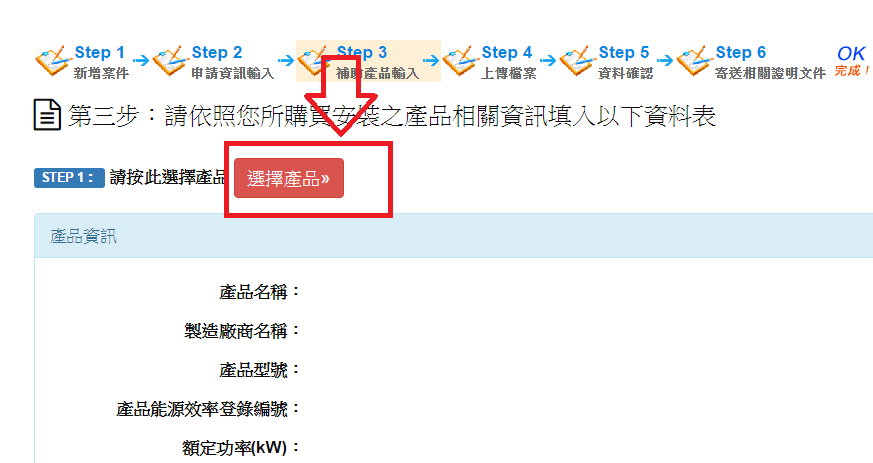 Step 1 Step 2 Step 3 Step 4 Step 5 Step 6 OK
新增案件 申請資訊輸入 補助產品輸入 上傳檔案 資料確認 寄送相關證明文件 完成！
第三步：請依照您所購買安裝之產品相關資訊填入以下資料表
STEP 1： 請按此選擇產品 選擇產品»
產品資訊
產品名稱：
製造廠商名稱：
產品型號：
產品能源效率登錄編號：
額定功率(kW)：